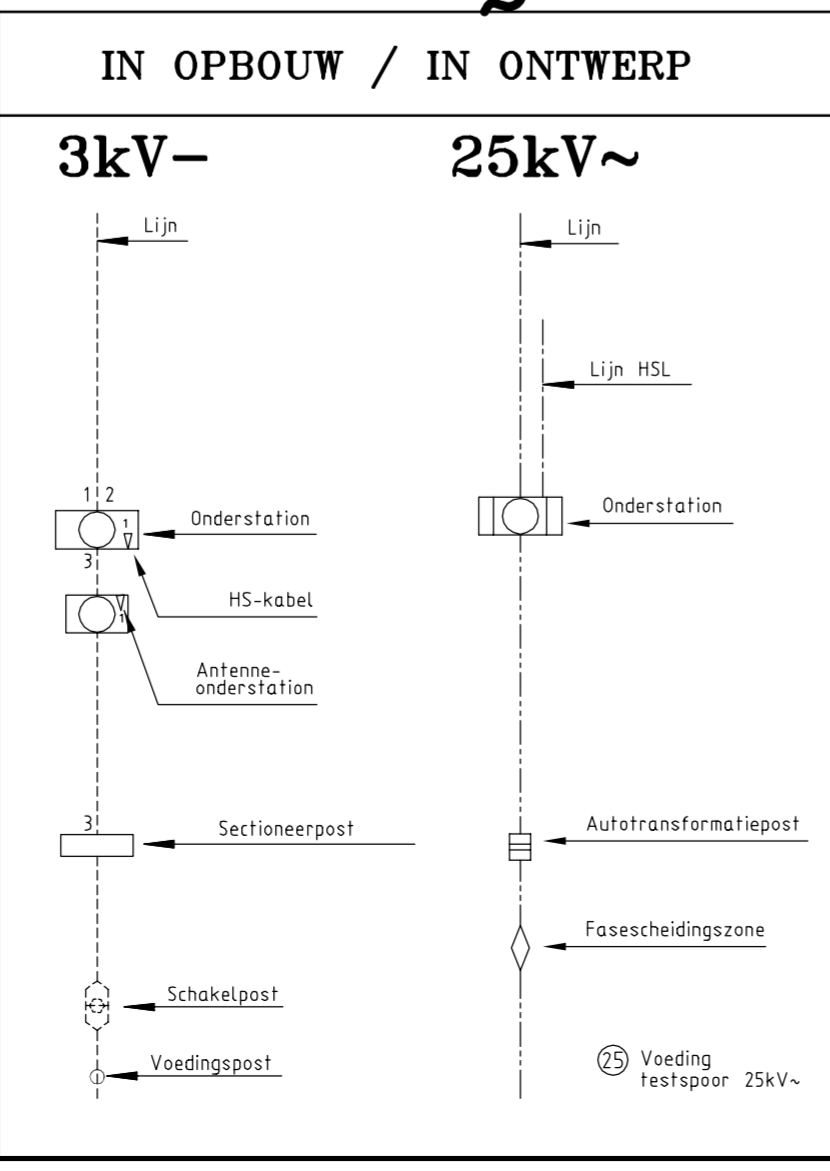 IN OPBOUW / IN ONTWERP
3kV-
Lijn
1 2
1
Onderstation
3
HS-kabel
1
Antenne-
onderstation
3
Sectioneerpost
Schakelpost
Voedingspost
25kV~
Lijn
Lijn HSL
Onderstation
Autotransformatiepost
Fasescheidingszone
25 Voeding
testspoor 25kV~